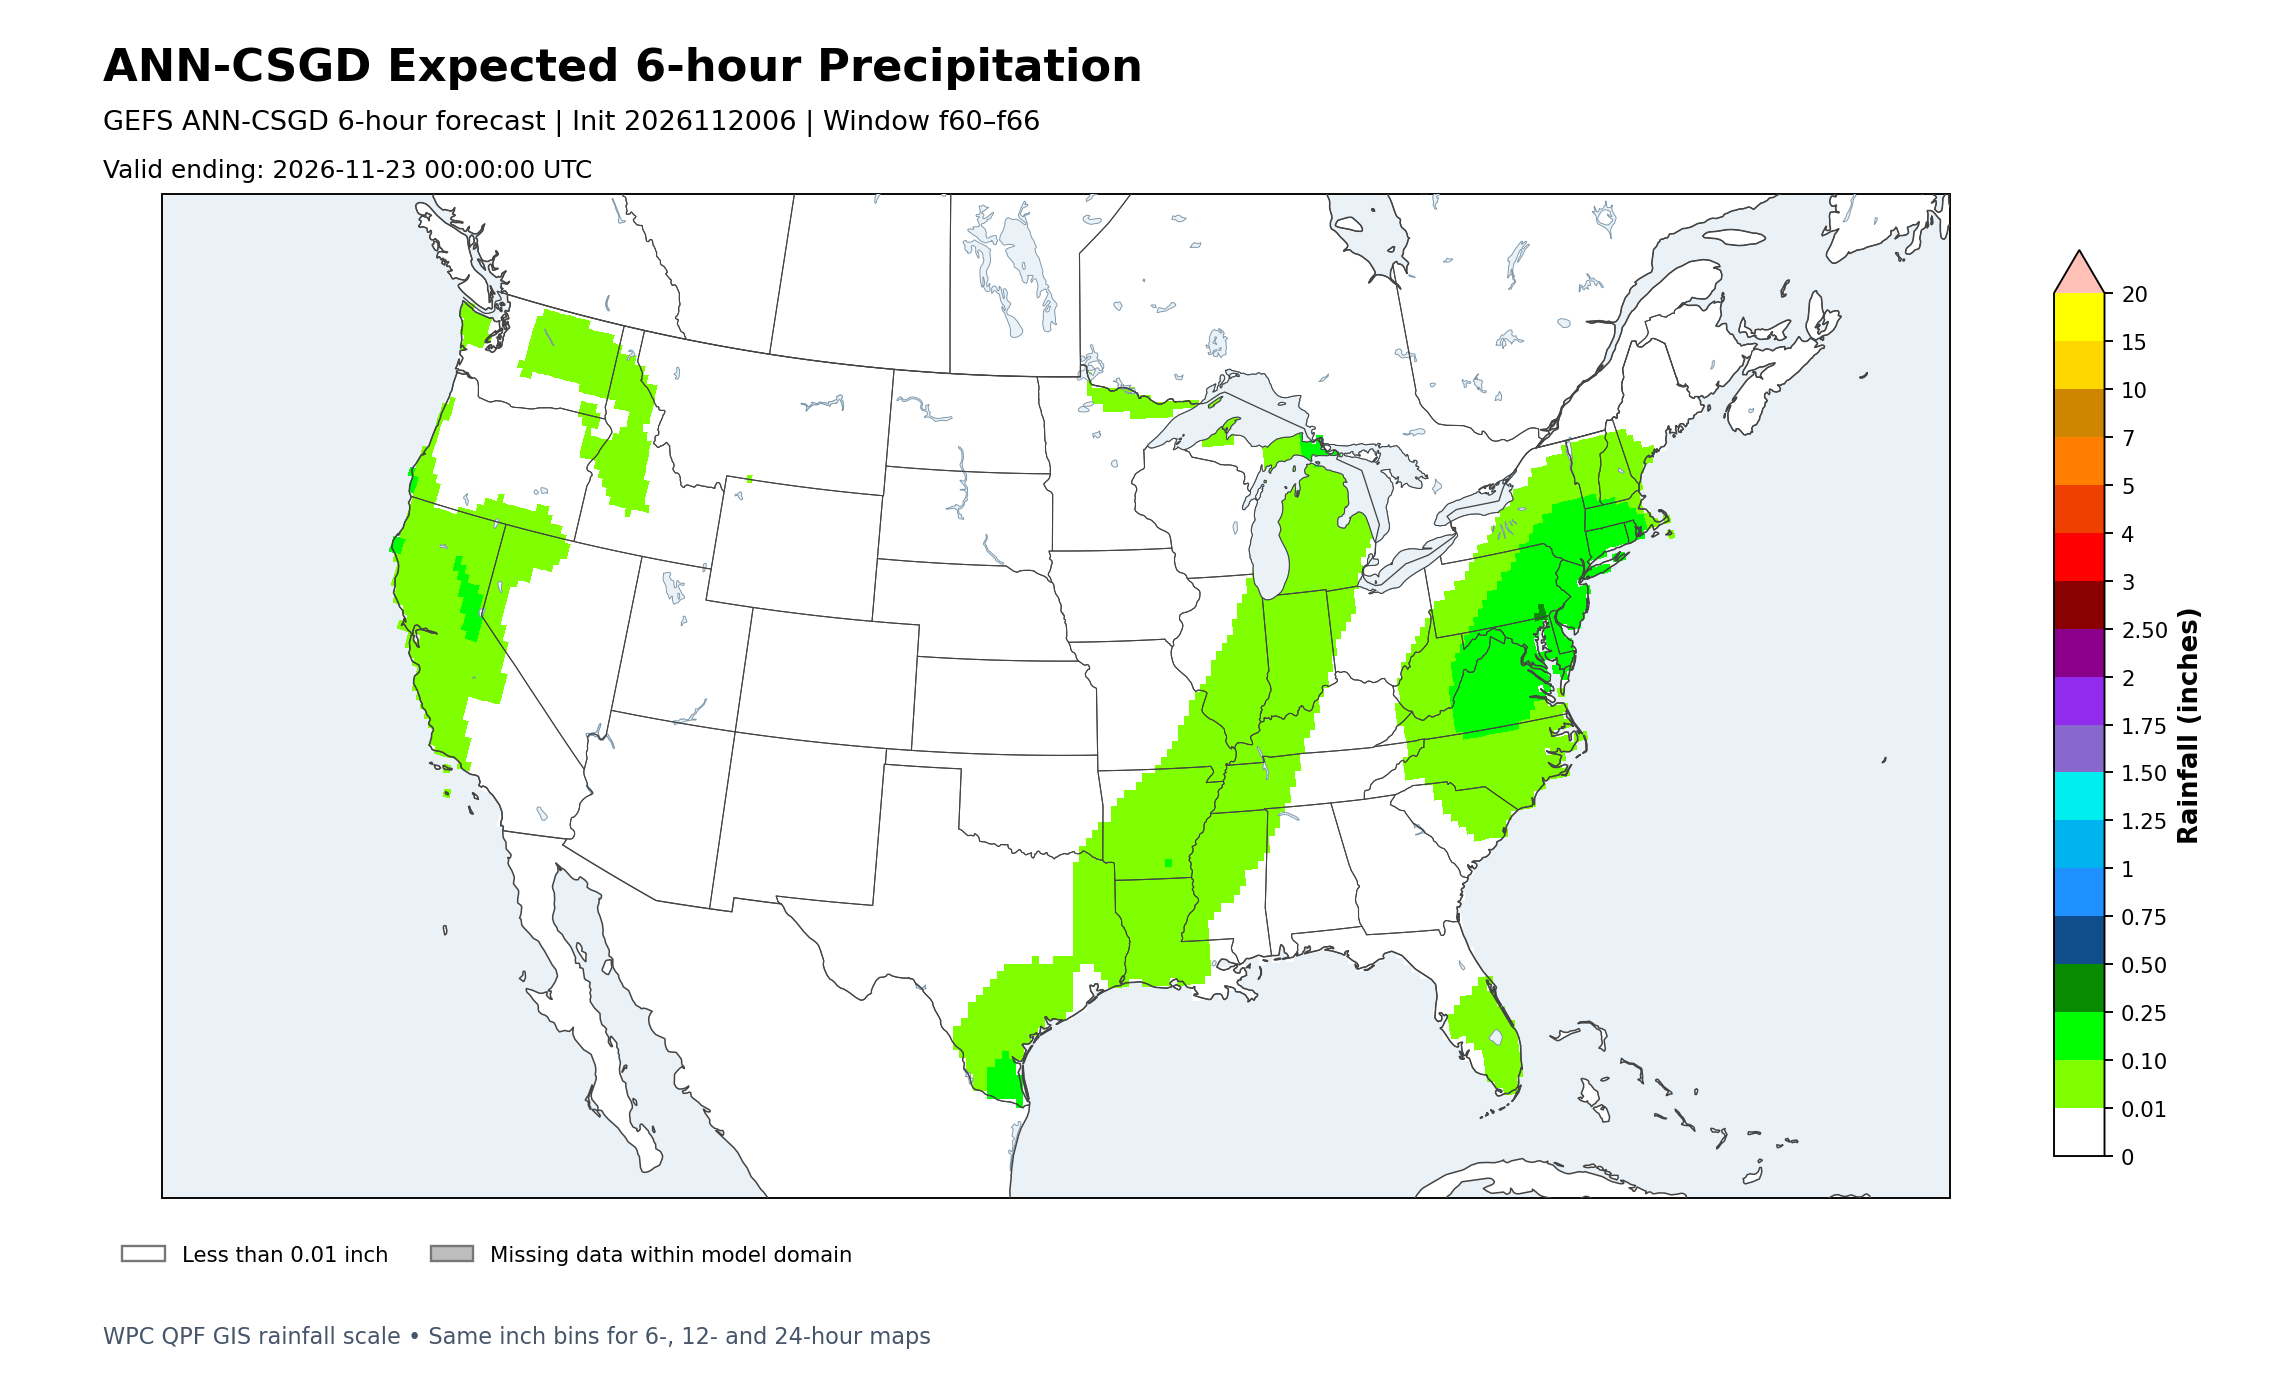 ANN-CSGD Expected 6-hour Precipitation
GEFS ANN-CSGD 6-hour forecast | Init 2026112006 | Window f60–f66
Valid ending: 2026-11-23 00:00:00 UTC
20
15
10
7
5
4
3
2.50
2
1.75
1.50
1.25
1
0.75
0.50
0.25
0.10
0.01
0
Rainfall (inches)
Less than 0.01 inch
Missing data within model domain
WPC QPF GIS rainfall scale • Same inch bins for 6-, 12- and 24-hour maps